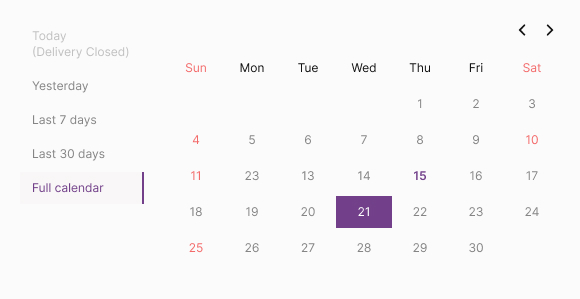 Today
(Delivery Closed)
Yesterday
Last 7 days
Last 30 days
Full calendar
Sun Mon Tue Wed Thu Fri Sat
1 2 3
4 5 6 7 8 9 10
11 23 13 14 15 16 17
18 19 20 21 22 23 24
25 26 27 28 29 30